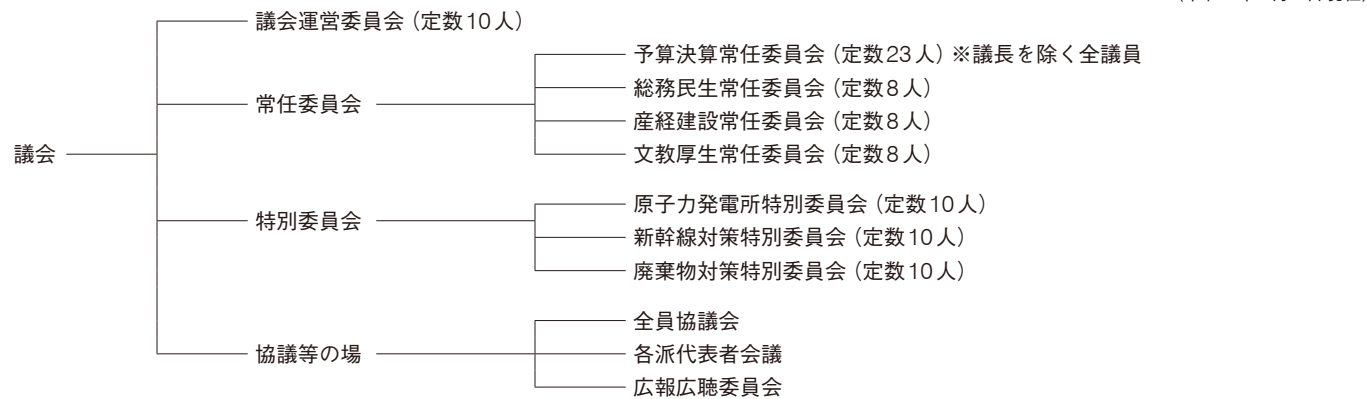 議会運営委員会（定数10人）
予算決算常任委員会（定数23人）※議長を除く全議員
総務民生常任委員会（定数8人）
常任委員会
産経建設常任委員会（定数8人）
文教厚生常任委員会（定数8人）
議会
原子力発電所特別委員会（定数10人）
特別委員会
新幹線対策特別委員会（定数10人）
廃棄物対策特別委員会（定数10人）
全員協議会
協議等の場
各派代表者会議
広報広聴委員会